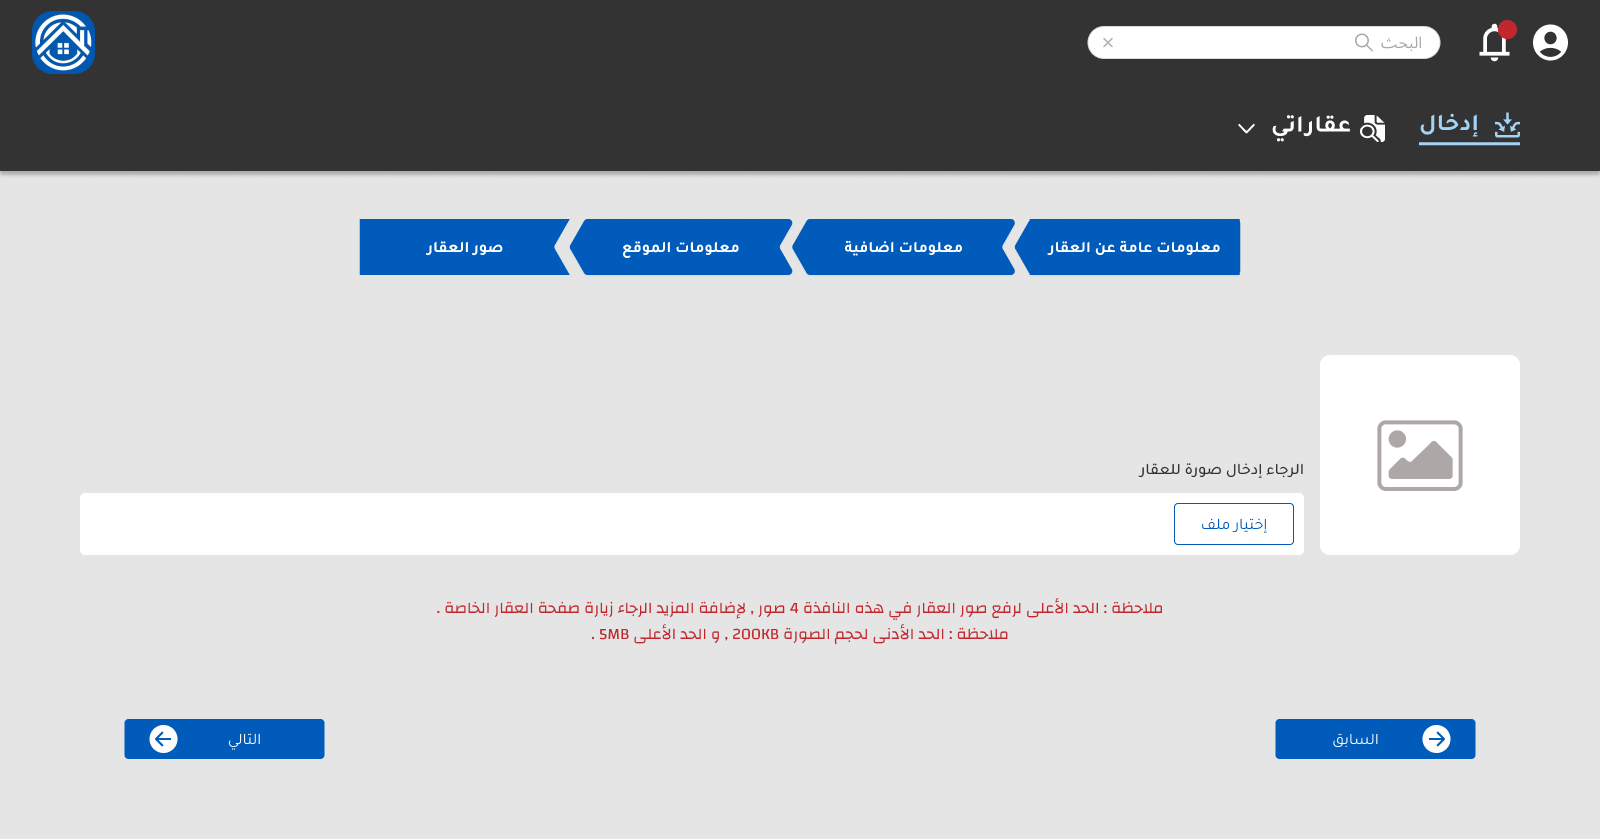 البحث
إدخال
عقاراتي
معلومات عامة عن العقار
معلومات اضافية
معلومات الموقع
صور العقار
الرجاء إدخال صورة للعقار
إختيار ملف
ملاحظة : الحد الأعلى لرفع صور العقار في هذه النافذة 4 صور , لإضافة المزيد الرجاء زيارة صفحة العقار الخاصة .
ملاحظة : الحد الأدنى لحجم الصورة 200KB , و الحد الأعلى 5MB .
السابق
التالي